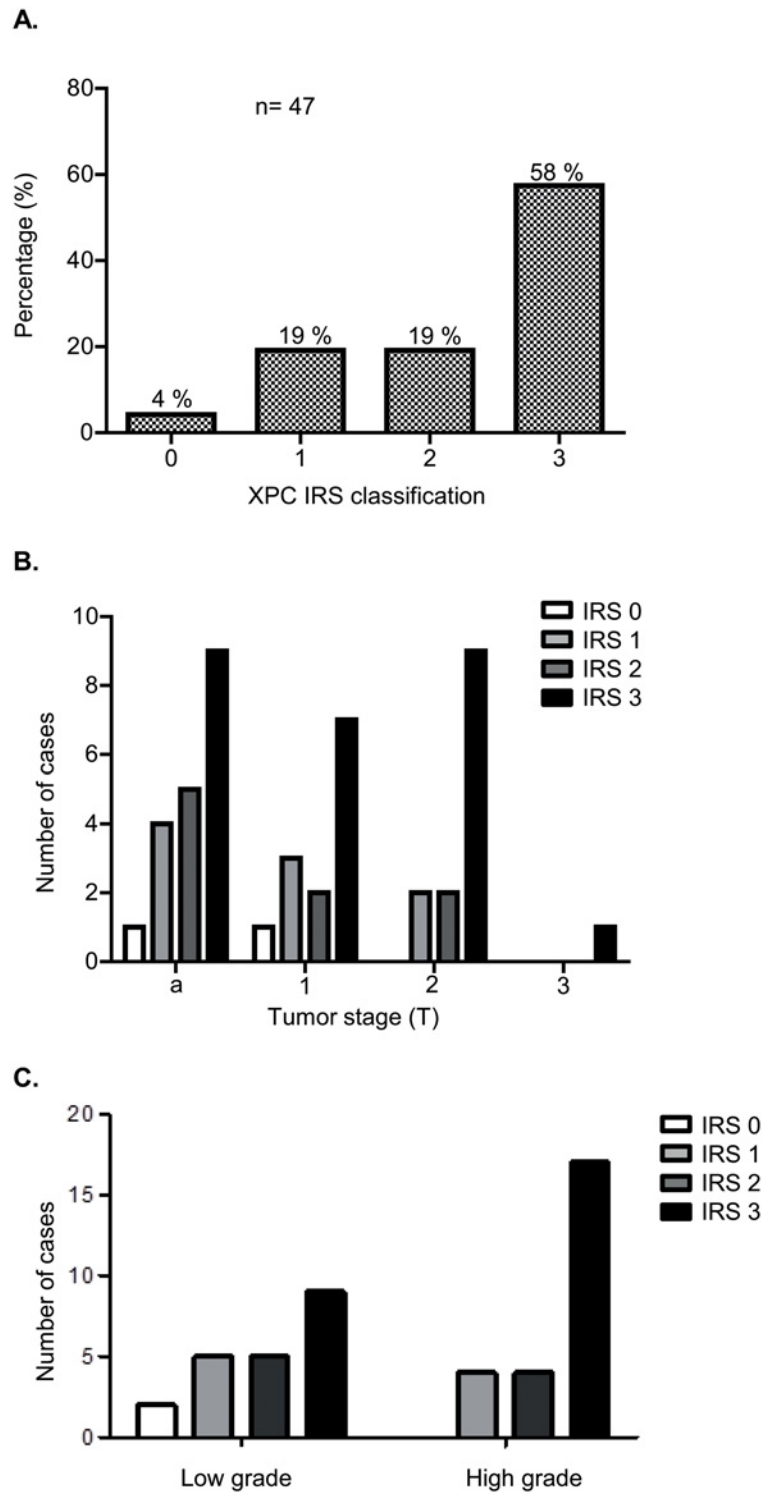 A.
80
60
40
20
0
Percentage (%)
n= 47
4 %
19 %
19 %
58 %
0 1 2 3
XPC IRS classification
B.
10
8
6
4
2
0
Number of cases
IRS 0
IRS 1
IRS 2
IRS 3
a 1 2 3
Tumor stage (T)
C.
20
15
10
5
0
Number of cases
IRS 0
IRS 1
IRS 2
IRS 3
Low grade High grade